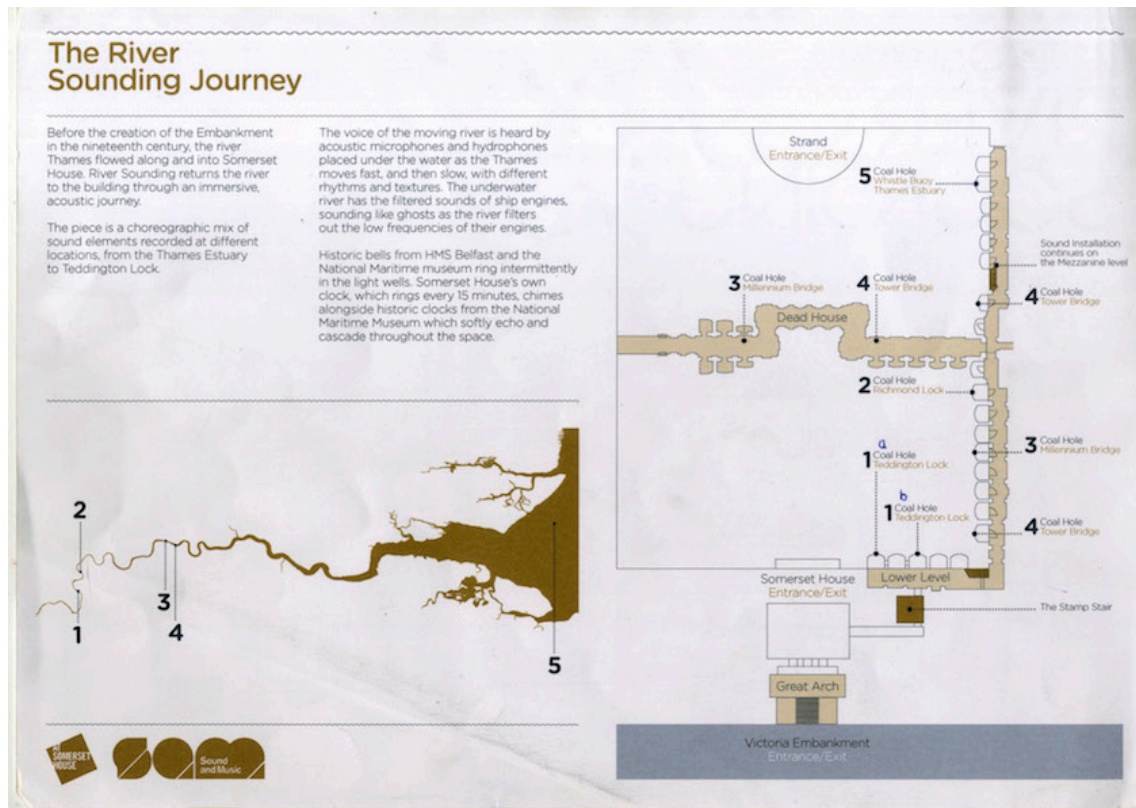 The River
Sounding Journey
Before the creation of the Embankment
in the nineteenth century, the river
Thames flowed along and into Somerset
House. River Sounding returns the river
to the building through an immersive,
acoustic journey.
The piece is a choreographic mix of
sound elements recorded at different
locations, from the Thames Estuary
to Teddington Lock.
The voice of the moving river is heard by
acoustic microphones and hydrophones
placed under the water as the Thames
moves fast, and then slow, with different
rhythms and textures. The underwater
river has the filtered sounds of ship engines,
sounding like ghosts as the river filters
out the low frequencies of their engines.
Historic bells from HMS Belfast and the
National Maritime museum ring intermittently
in the light wells. Somerset House's own
clock, which rings every 15 minutes, chimes
alongside historic clocks from the National
Maritime Museum which softly echo and
cascade throughout the space.
2
3
4
1
5
AT
SOMERSET
HOUSE
SAM
Sound
and Music
Strand
Entrance/Exit
5 Coal Hole
Whistle Buoy
Thames Estuary
Sound Installation
continues on
the Mezzanine level
3 Coal Hole
Millennium Bridge
4 Coal Hole
Tower Bridge
4 Coal Hole
Tower Bridge
Dead House
2 Coal Hole
Richmond Lock
3 Coal Hole
Millennium Bridge
a
1 Coal Hole
Teddington Lock
b
1 Coal Hole
Teddington Lock
4 Coal Hole
Tower Bridge
Somerset House
Entrance/Exit
Lower Level
The Stamp Stair
Great Arch
Victoria Embankment
Entrance/Exit